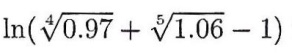 ln(∜0.97 + ⁵√1.06 − 1)